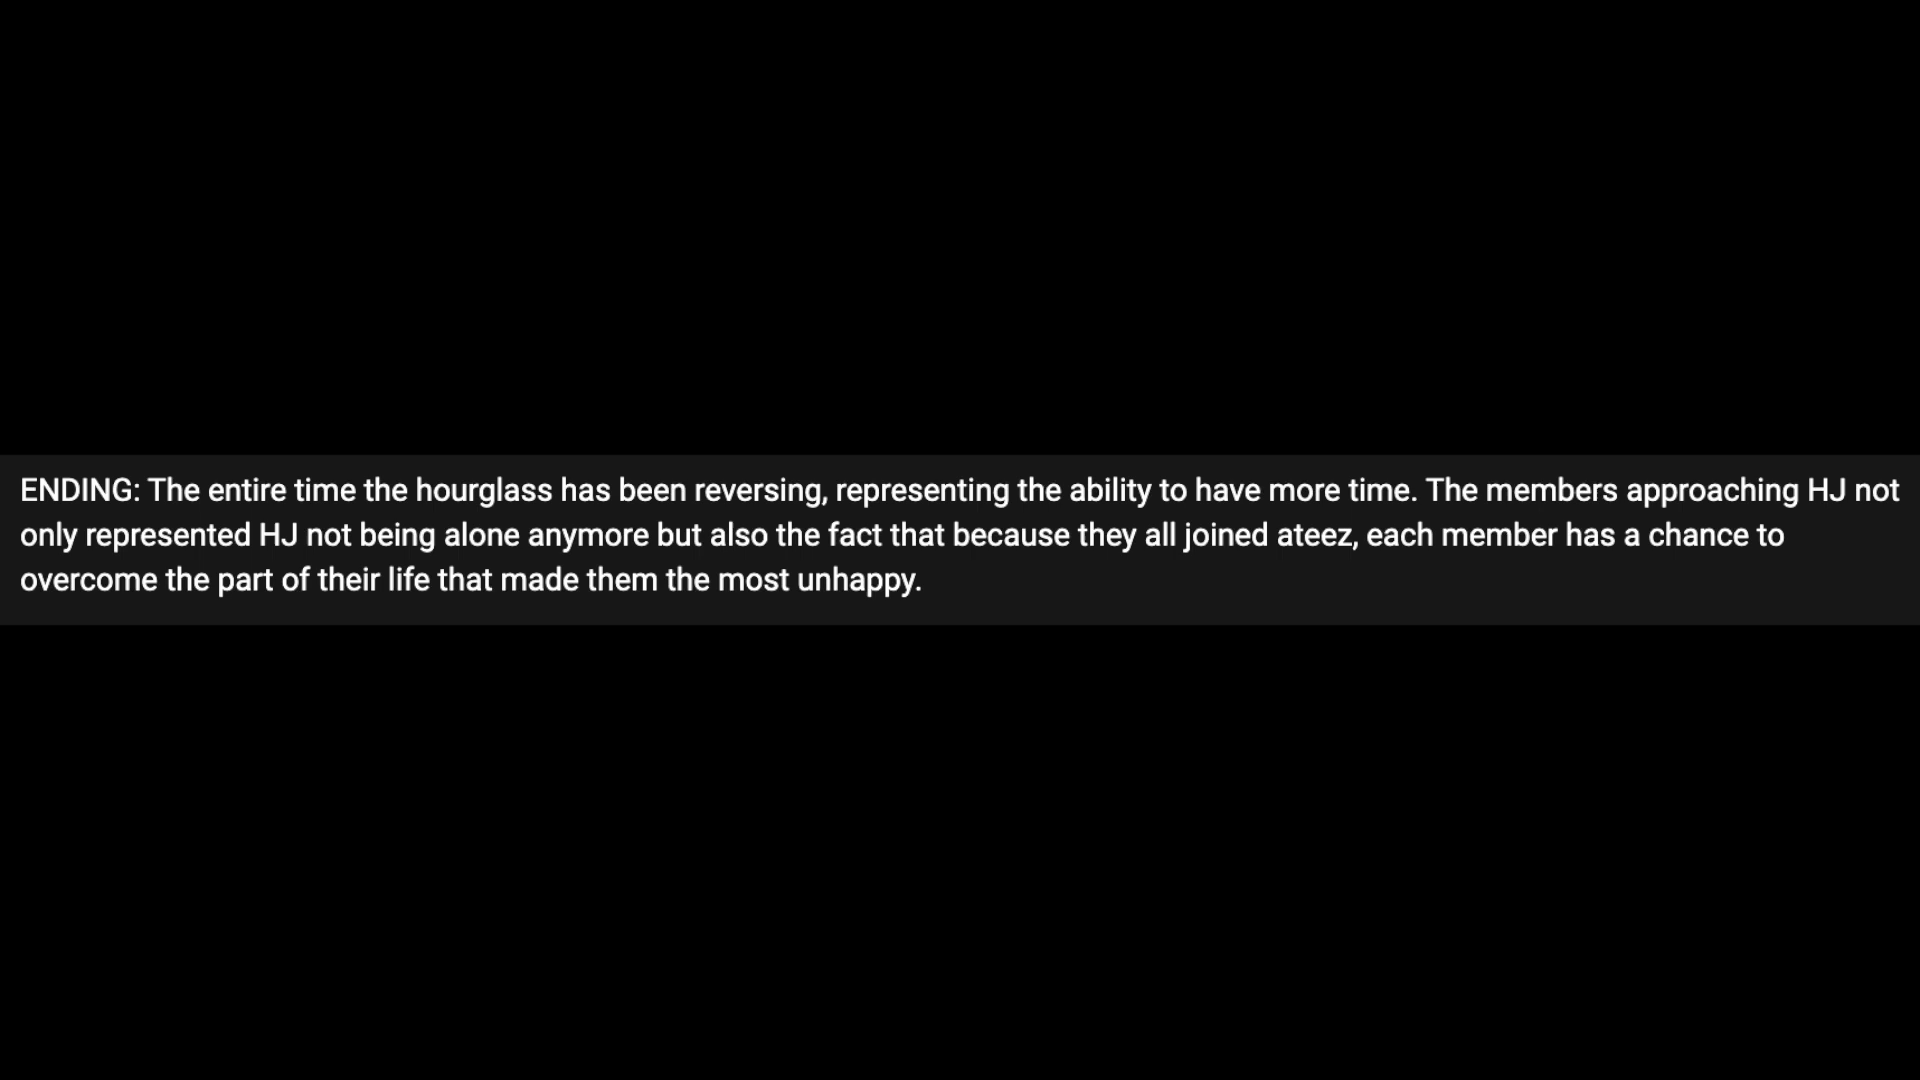 ENDING: The entire time the hourglass has been reversing, representing the ability to have more time. The members approaching HJ not
only represented HJ not being alone anymore but also the fact that because they all joined ateez, each member has a chance to
overcome the part of their life that made them the most unhappy.